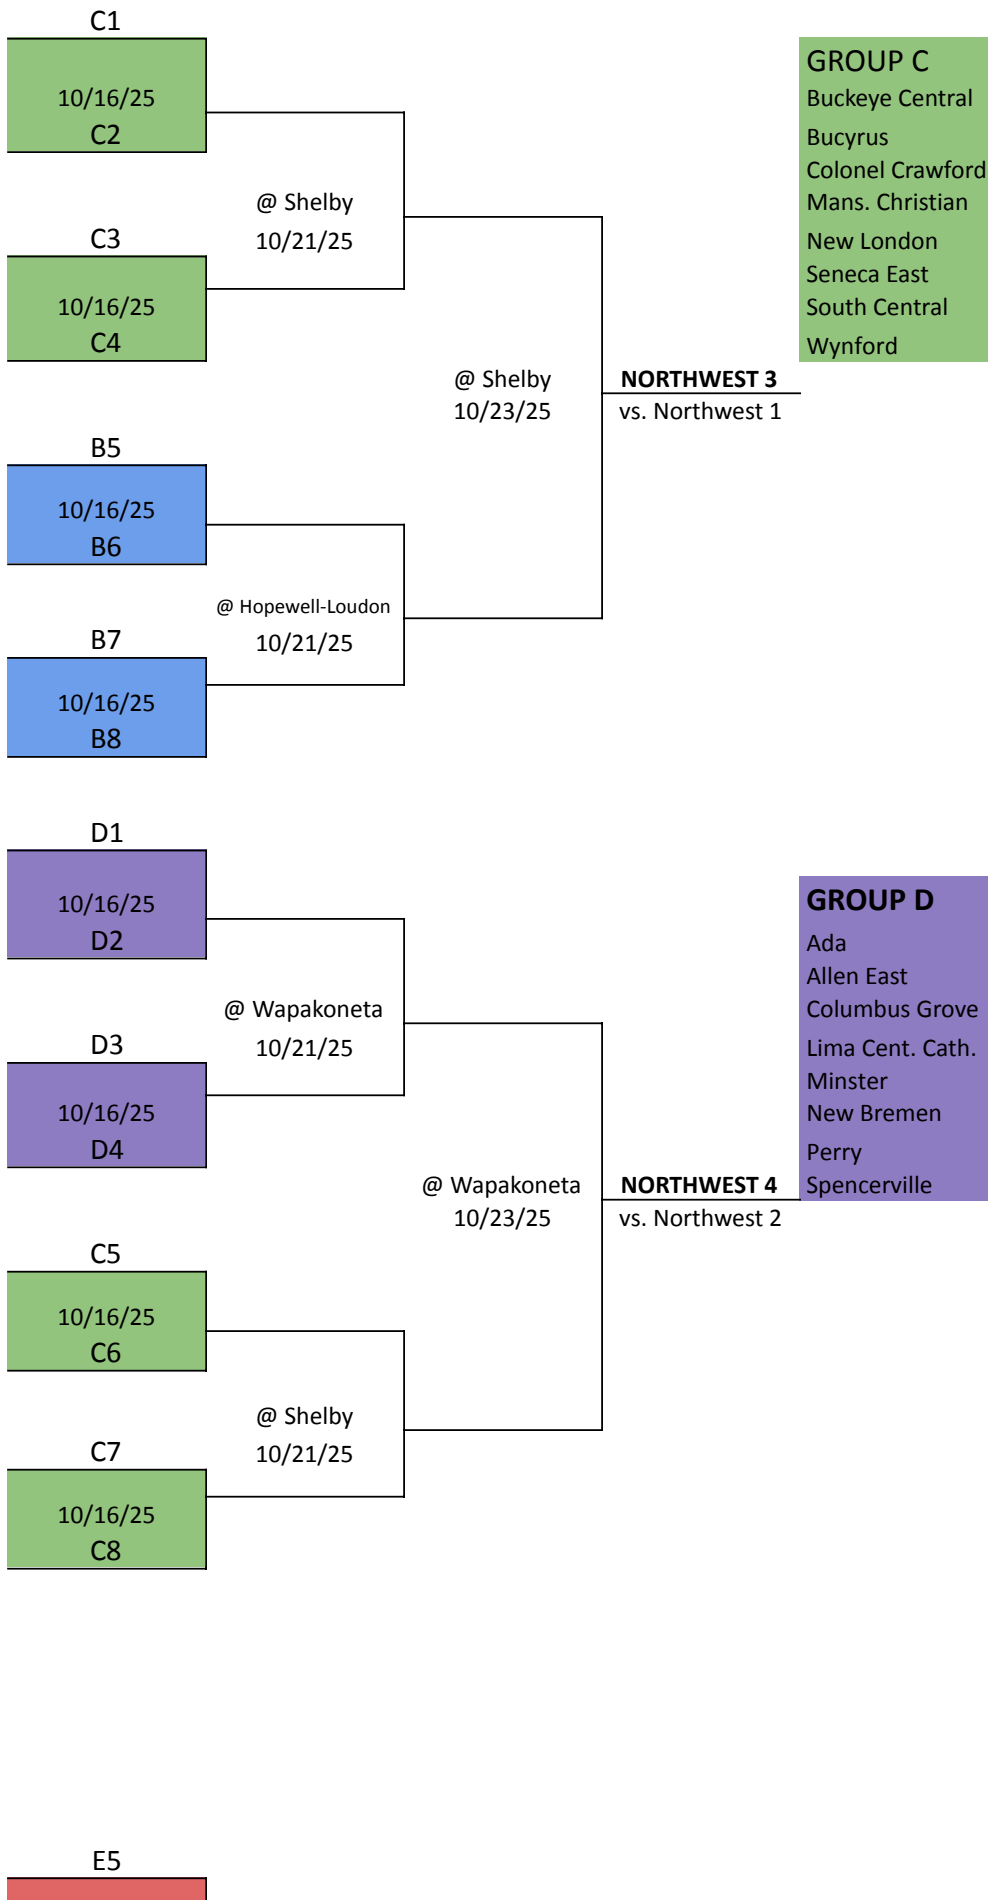 C1
10/16/25
C2
@ Shelby
10/21/25
C3
10/16/25
C4
@ Shelby
10/23/25
NORTHWEST 3
vs. Northwest 1
B5
10/16/25
B6
@ Hopewell-Loudon
10/21/25
B7
10/16/25
B8
GROUP C
Buckeye Central
Bucyrus
Colonel Crawford
Mans. Christian
New London
Seneca East
South Central
Wynford
D1
10/16/25
D2
@ Wapakoneta
10/21/25
D3
10/16/25
D4
@ Wapakoneta
10/23/25
NORTHWEST 4
vs. Northwest 2
C5
10/16/25
C6
@ Shelby
10/21/25
C7
10/16/25
C8
GROUP D
Ada
Allen East
Columbus Grove
Lima Cent. Cath.
Minster
New Bremen
Perry
Spencerville
E5